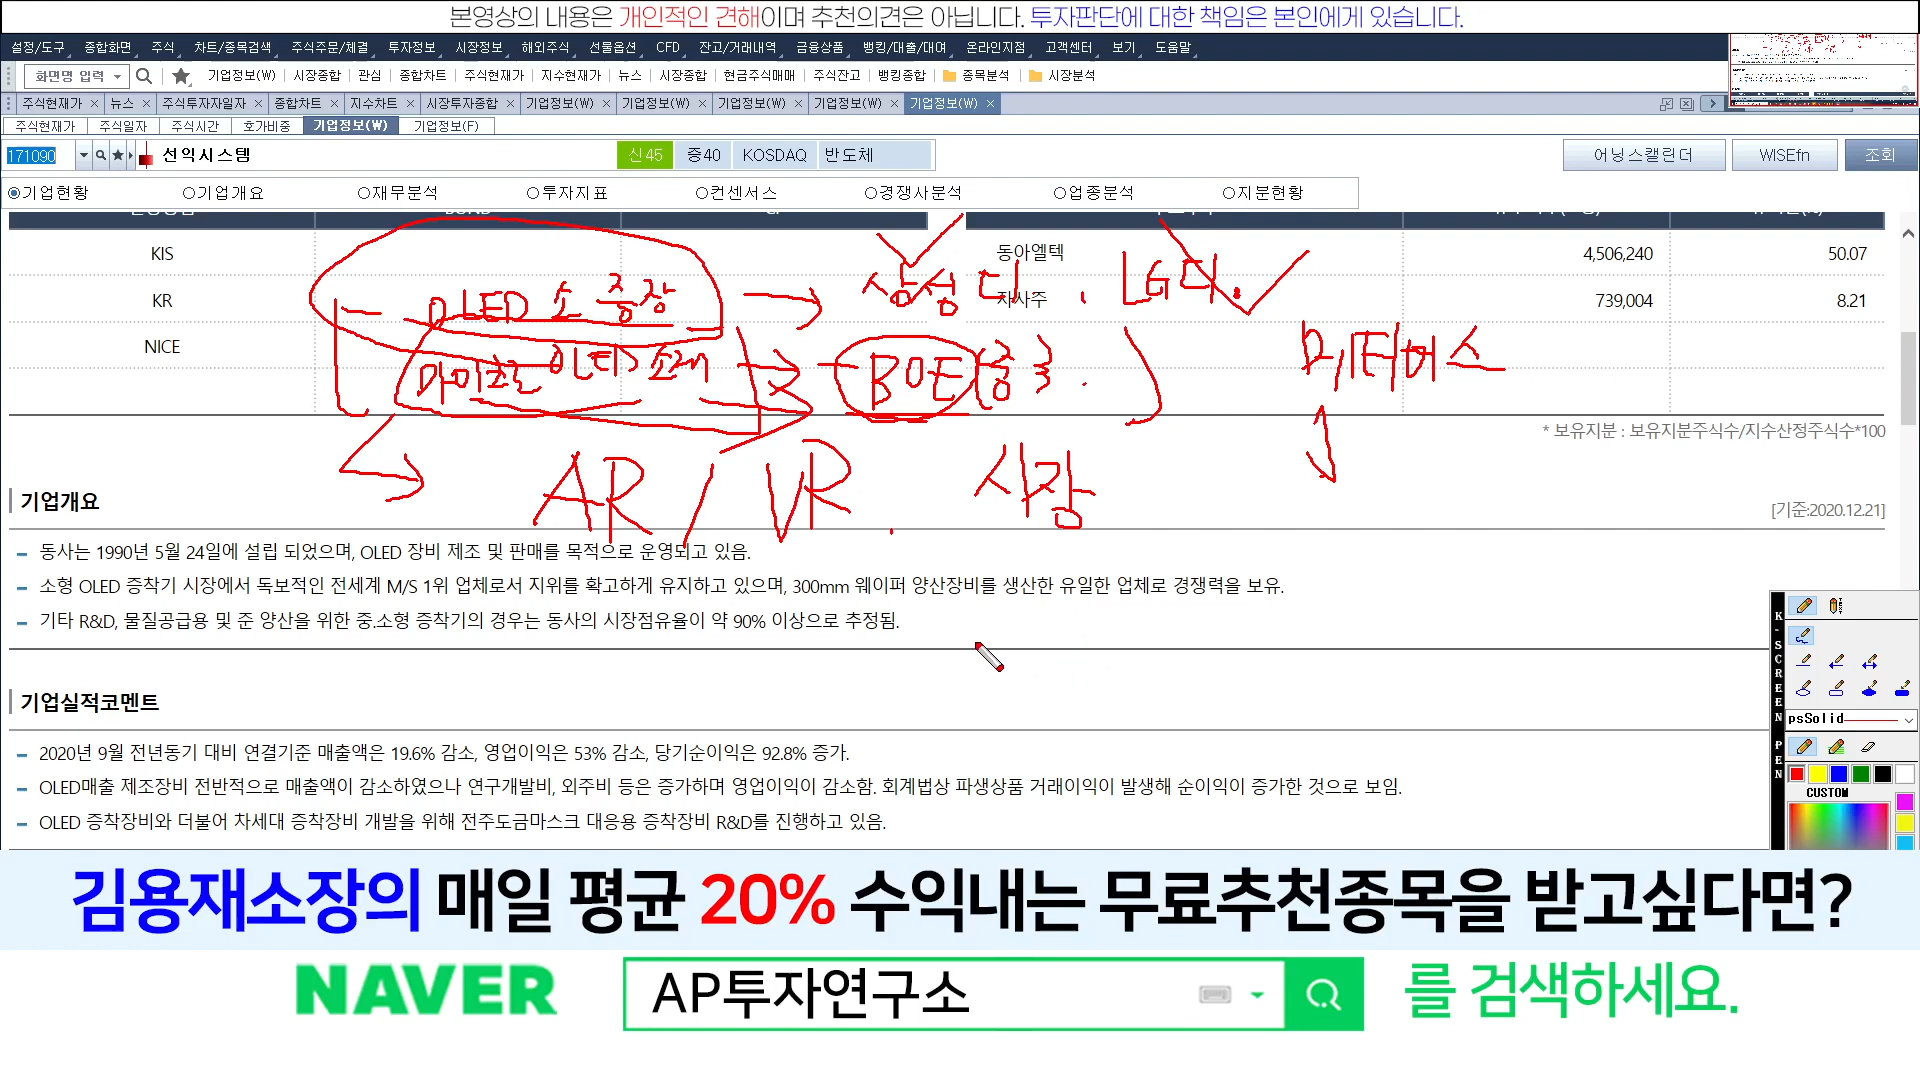 본영상의 내용은 개인적인 견해이며 추천의견은 아닙니다. 투자판단에 대한 책임은 본인에게 있습니다.
설정/도구 종합화면 주식 차트/종목검색 주식주문/체결 투자정보 시장정보 해외주식 선물옵션 CFD 잔고/거래내역 금융상품 뱅킹/대출/대여 온라인지점 고객센터 보기 도움말
화면명 입력 기업정보(W) 시장종합 관심 종합차트 주식현재가 지수현재가 뉴스 시장종합 현금주식매매 주식잔고 뱅킹종합 종목분석 시장분석
주식현재가 뉴스 주식투자자일자 종합차트 지수차트 시장투자종합 기업정보(W) 기업정보(W) 기업정보(W) 기업정보(W) 기업정보(W)
주식현재가 주식일자 주식시간 호가비중 기업정보(W) 기업정보(F)
171090 선익시스템 신45 증40 KOSDAQ 반도체 어닝스캘린더 WISEfn 조회
기업현황 기업개요 재무분석 투자지표 컨센서스 경쟁사분석 업종분석 지분현황
KIS 동아엘텍 4,506,240 50.07
KR 자사주 739,004 8.21
NICE
OLED 소 증장 삼성디 . LG디.
마이크로 BOE(중국 .
메타버스
* 보유지분 : 보유지분주식수/지수산정주식수*100
AR / VR . 시장
기업개요 [기준:2020.12.21]
동사는 1990년 5월 24일에 설립 되었으며, OLED 장비 제조 및 판매를 목적으로 운영되고 있음.
소형 OLED 증착기 시장에서 독보적인 전세계 M/S 1위 업체로서 지위를 확고하게 유지하고 있으며, 300mm 웨이퍼 양산장비를 생산한 유일한 업체로 경쟁력을 보유.
기타 R&D, 물질공급용 및 준 양산을 위한 중.소형 증착기의 경우는 동사의 시장점유율이 약 90% 이상으로 추정됨.
기업실적코멘트
2020년 9월 전년동기 대비 연결기준 매출액은 19.6% 감소, 영업이익은 53% 감소, 당기순이익은 92.8% 증가.
OLED매출 제조장비 전반적으로 매출액이 감소하였으나 연구개발비, 외주비 등은 증가하며 영업이익이 감소함. 회계법상 파생상품 거래이익이 발생해 순이익이 증가한 것으로 보임.
OLED 증착장비와 더불어 차세대 증착장비 개발을 위해 전주도금마스크 대응용 증착장비 R&D를 진행하고 있음.
K-SCREEN PEN
psSolid
CUSTOM
김용재소장의 매일 평균 20% 수익내는 무료추천종목을 받고싶다면?
NAVER AP투자연구소 를 검색하세요.